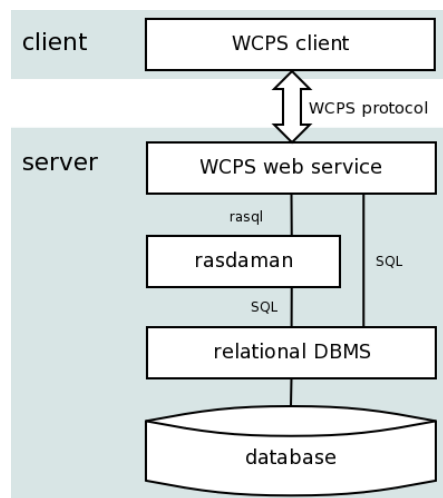 client
WCPS client
WCPS protocol
server
WCPS web service
rasql
rasdaman
SQL
SQL
relational DBMS
database